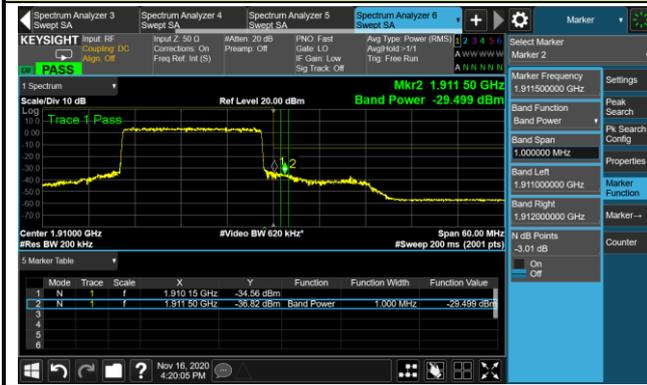 Spectrum Analyzer 3 Spectrum Analyzer 4 Spectrum Analyzer 5 Spectrum Analyzer 6
Swept SA Swept SA Swept SA Swept SA
+
Marker
KEYSIGHT Input: RF Input Z: 50 Ω #Atten: 20 dB PNO: Fast Avg Type: Power (RMS) 1 2 3 4 5 6
Coupling: DC Corrections: On Preamp: Off Gate: LO Avg|Hold:>1/1 A W W W W W
Align: Off Freq Ref: Int (S) IF Gain: Low Trig: Free Run
PASS Sig Track: Off A N N N N N
Select Marker
Marker 2
1 Spectrum
Mkr2 1.911 50 GHz
Scale/Div 10 dB Ref Level 20.00 dBm Band Power -29.499 dBm
Log Trace 1 Pass
10.0
0.00
-10.0
-20.0
-30.0
-40.0
-50.0
-60.0
-70.0
1 2
Center 1.91000 GHz #Video BW 620 kHz* Span 60.00 MHz
#Res BW 200 kHz #Sweep 200 ms (2001 pts)
5 Marker Table
Mode Trace Scale X Y Function Function Width Function Value
1 N 1 f 1.910 15 GHz -34.56 dBm
2 N 1 f 1.911 50 GHz -36.82 dBm Band Power 1.000 MHz -29.499 dBm
3
4
5
6
Marker Frequency
1.911500000 GHz
Band Function
Band Power
Band Span
1.000000 MHz
Band Left
1.911000000 GHz
Band Right
1.912000000 GHz
N dB Points
-3.01 dB
On
Off
Settings
Peak
Search
Pk Search
Config
Properties
Marker
Function
Marker→
Counter
? Nov 16, 2020
4:20:05 PM